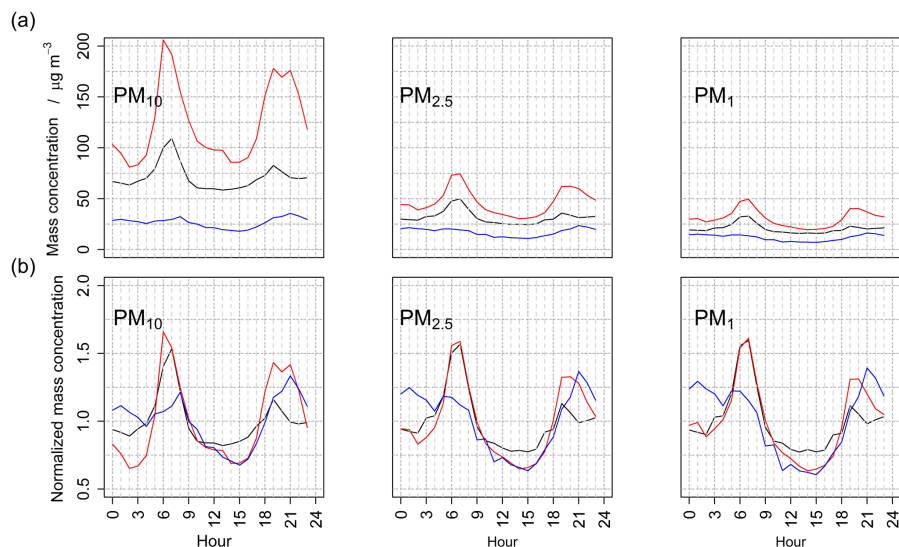 (a)
Mass concentration / μg m⁻³
0 50 100 150 200
PM₁₀
PM₂.₅
PM₁
(b)
Normalized mass concentration
0.5 1.0 1.5 2.0
PM₁₀
PM₂.₅
PM₁
0 3 6 9 12 15 18 21 24
0 3 6 9 12 15 18 21 24
0 3 6 9 12 15 18 21 24
Hour
Hour
Hour